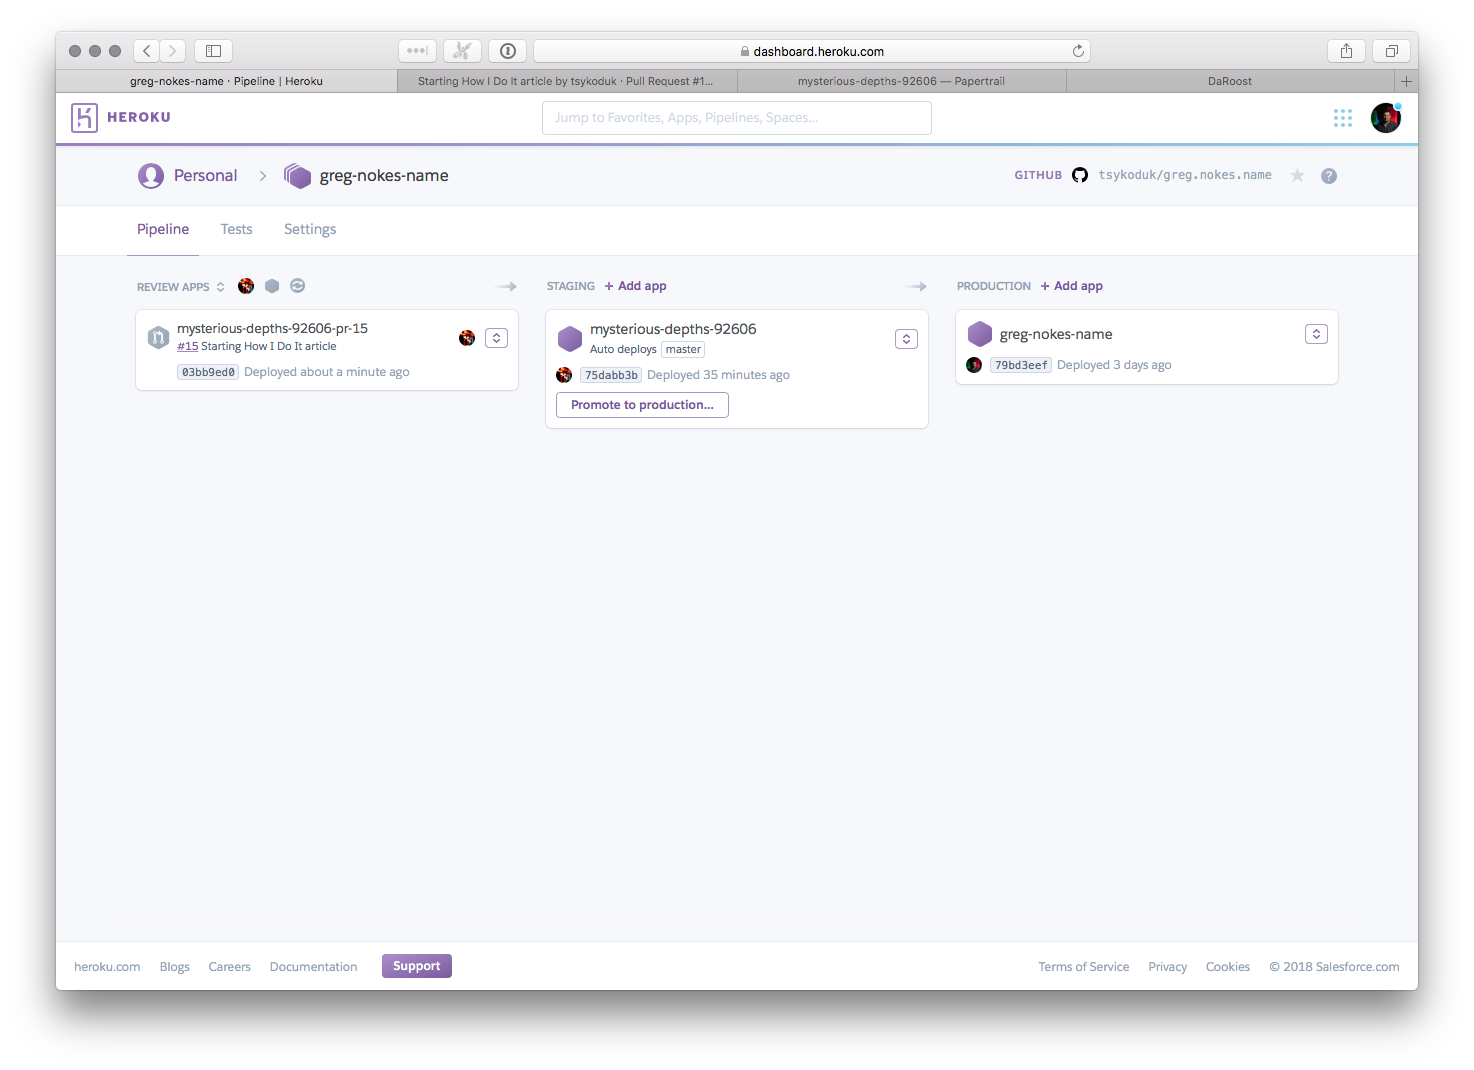 dashboard.heroku.com
greg-nokes-name · Pipeline | Heroku
Starting How I Do It article by tsykoduk · Pull Request #1...
mysterious-depths-92606 — Papertrail
DaRoost
HEROKU
Jump to Favorites, Apps, Pipelines, Spaces...
Personal > greg-nokes-name
GITHUB tsykoduk/greg.nokes.name
Pipeline Tests Settings
REVIEW APPS
mysterious-depths-92606-pr-15
#15 Starting How I Do It article
03bb9ed0 Deployed about a minute ago
STAGING + Add app
mysterious-depths-92606
Auto deploys master
75dabb3b Deployed 35 minutes ago
Promote to production...
PRODUCTION + Add app
greg-nokes-name
79bd3eef Deployed 3 days ago
heroku.com Blogs Careers Documentation Support
Terms of Service Privacy Cookies © 2018 Salesforce.com